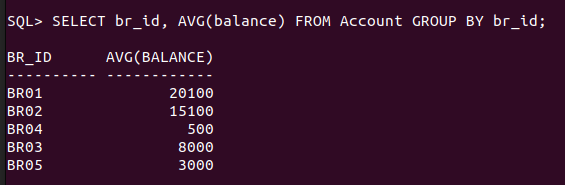 SQL> SELECT br_id, AVG(balance) FROM Account GROUP BY br_id;
BR_ID      AVG(BALANCE)
---------- ------------
BR01              20100
BR02              15100
BR04                500
BR03               8000
BR05               3000